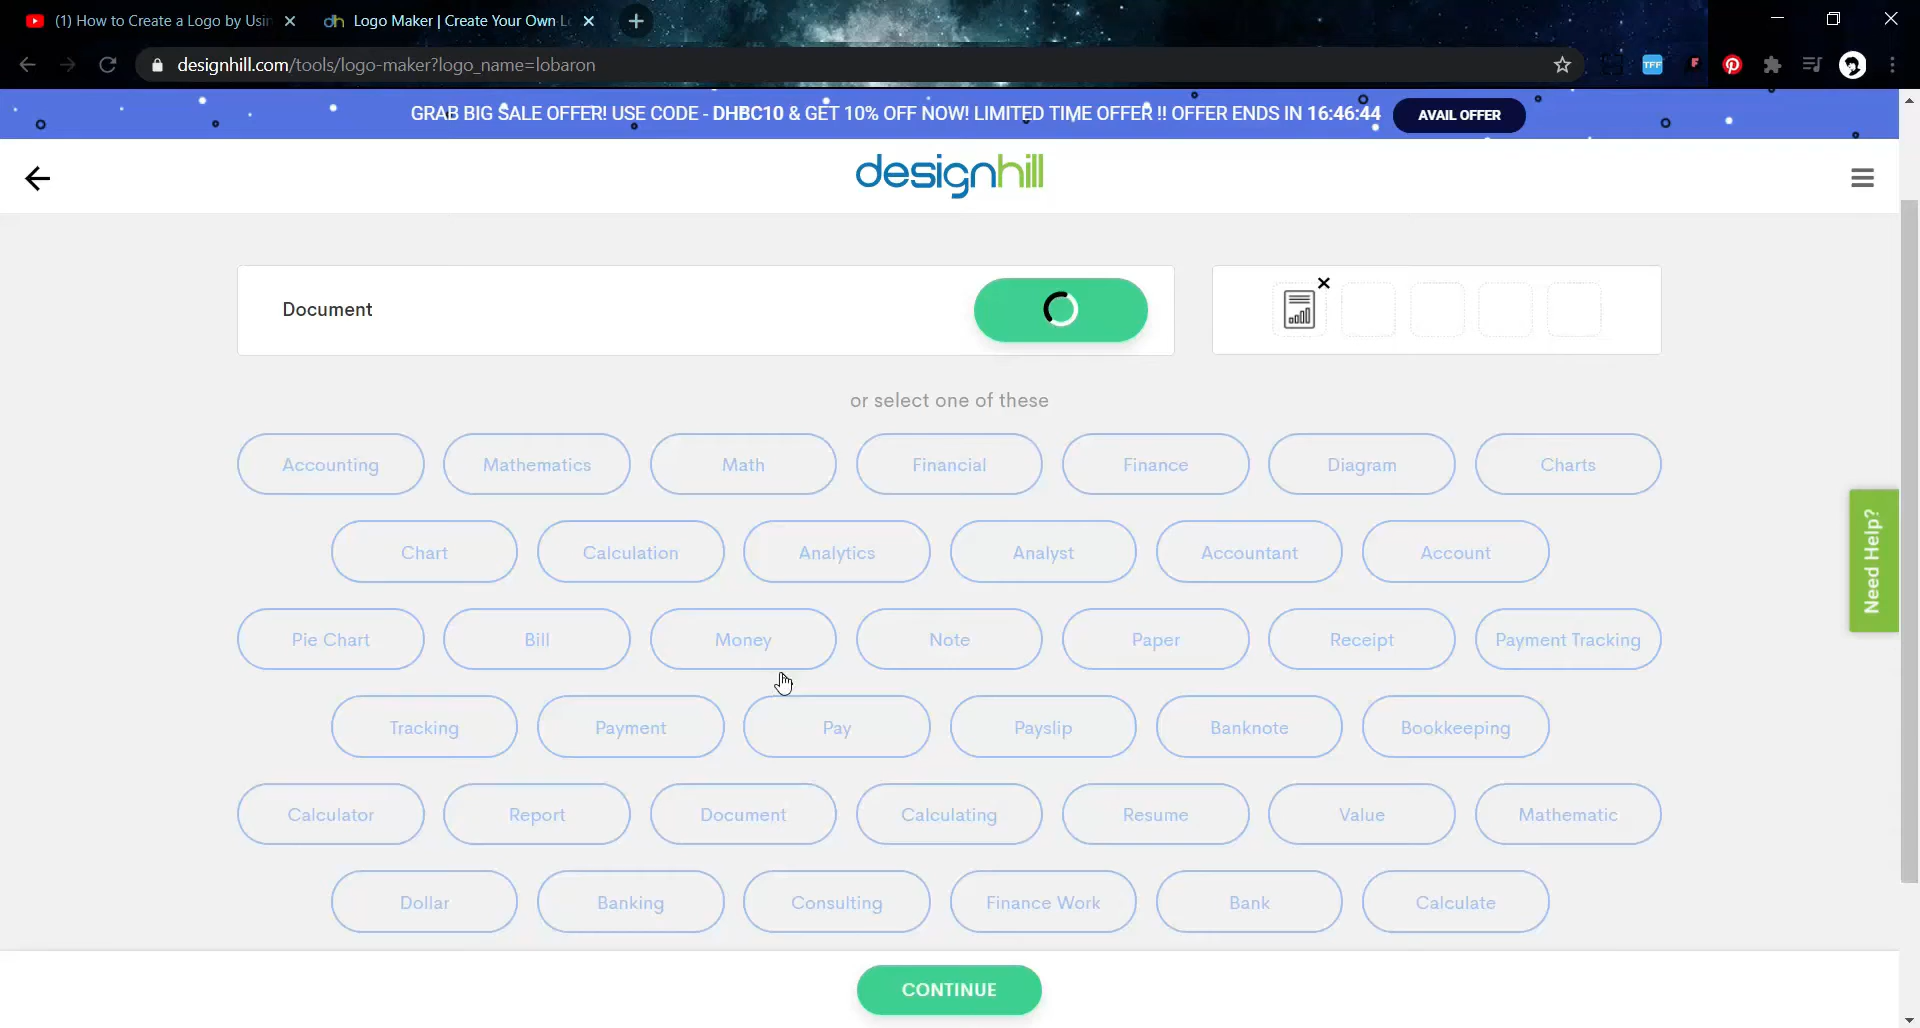 (1) How to Create a Logo by Usin
Logo Maker | Create Your Own Lo
designhill.com/tools/logo-maker?logo_name=lobaron
TFF
GRAB BIG SALE OFFER! USE CODE - DHBC10 & GET 10% OFF NOW! LIMITED TIME OFFER !! OFFER ENDS IN 16:46:44
AVAIL OFFER
designhill
Document
or select one of these
Accounting
Mathematics
Math
Financial
Finance
Diagram
Charts
Chart
Calculation
Analytics
Analyst
Accountant
Account
Pie Chart
Bill
Money
Note
Paper
Receipt
Payment Tracking
Tracking
Payment
Pay
Payslip
Banknote
Bookkeeping
Calculator
Report
Document
Calculating
Resume
Value
Mathematic
Dollar
Banking
Consulting
Finance Work
Bank
Calculate
Need Help?
CONTINUE